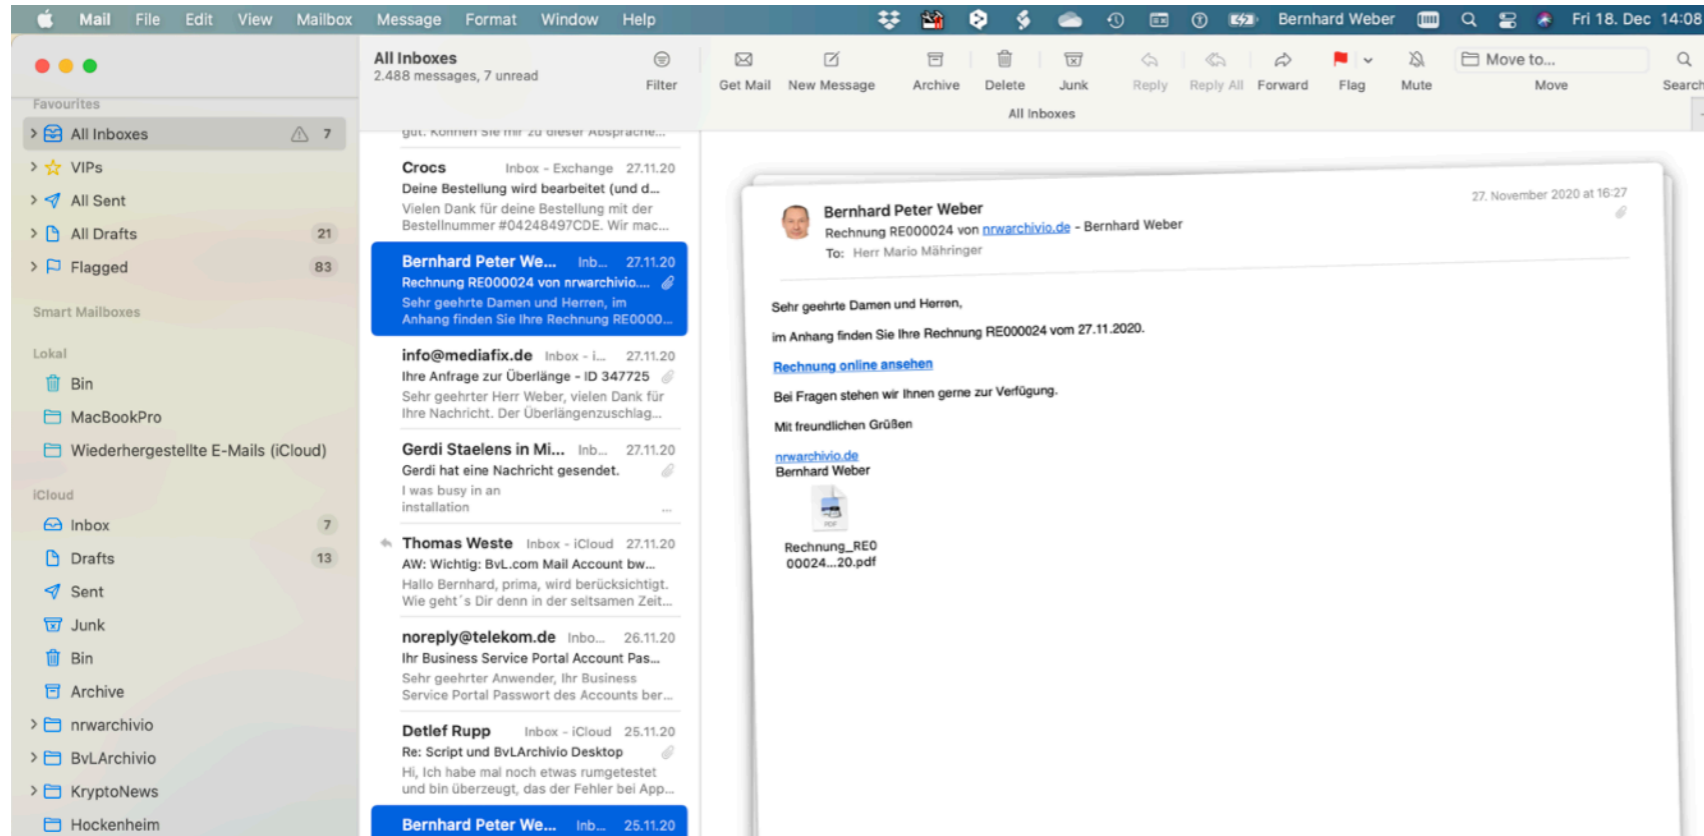 Mail File Edit View Mailbox Message Format Window Help Bernhard Weber Fri 18. Dec 14:08
Favourites
All Inboxes 7
VIPs
All Sent
All Drafts 21
Flagged 83
Smart Mailboxes
Lokal
Bin
MacBookPro
Wiederhergestellte E-Mails (iCloud)
iCloud
Inbox 7
Drafts 13
Sent
Junk
Bin
Archive
nrwarchivio
BvLArchivio
KryptoNews
Hockenheim
All Inboxes
2.488 messages, 7 unread
Filter
gut. Können Sie mir zu dieser Absprache...
Crocs Inbox - Exchange 27.11.20
Deine Bestellung wird bearbeitet (und d...
Vielen Dank für deine Bestellung mit der
Bestellnummer #04248497CDE. Wir mac...
Bernhard Peter We... Inb... 27.11.20
Rechnung RE000024 von nrwarchivio....
Sehr geehrte Damen und Herren, im
Anhang finden Sie Ihre Rechnung RE0000...
info@mediafix.de Inbox - i... 27.11.20
Ihre Anfrage zur Überlänge - ID 347725
Sehr geehrter Herr Weber, vielen Dank für
Ihre Nachricht. Der Überlängenzuschlag...
Gerdi Staelens in Mi... Inb... 27.11.20
Gerdi hat eine Nachricht gesendet.
I was busy in an
installation ...
Thomas Weste Inbox - iCloud 27.11.20
AW: Wichtig: BvL.com Mail Account bw...
Hallo Bernhard, prima, wird berücksichtigt.
Wie geht´s Dir denn in der seltsamen Zeit...
noreply@telekom.de Inbo... 26.11.20
Ihr Business Service Portal Account Pas...
Sehr geehrter Anwender, Ihr Business
Service Portal Passwort des Accounts ber...
Detlef Rupp Inbox - iCloud 25.11.20
Re: Script und BvLArchivio Desktop
Hi, Ich habe mal noch etwas rumgetestet
und bin überzeugt, das der Fehler bei App...
Bernhard Peter We... Inb... 25.11.20
Move to...
Get Mail New Message Archive Delete Junk Reply Reply All Forward Flag Mute Move Search
All Inboxes
Bernhard Peter Weber 27. November 2020 at 16:27
Rechnung RE000024 von nrwarchivio.de - Bernhard Weber
To: Herr Mario Mähringer
Sehr geehrte Damen und Herren,
im Anhang finden Sie Ihre Rechnung RE000024 vom 27.11.2020.
Rechnung online ansehen
Bei Fragen stehen wir Ihnen gerne zur Verfügung.
Mit freundlichen Grüßen
nrwarchivio.de
Bernhard Weber
PDF
Rechnung_RE0
00024...20.pdf